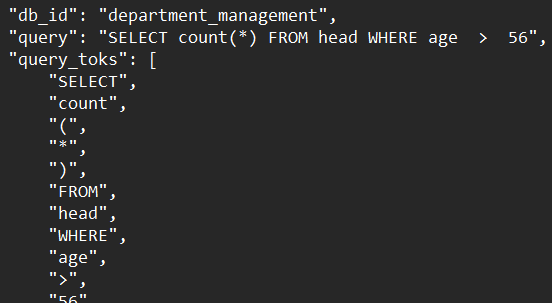 "db_id": "department_management",
"query": "SELECT count(*) FROM head WHERE age  >  56",
"query_toks": [
"SELECT",
"count",
"(",
"*",
")",
"FROM",
"head",
"WHERE",
"age",
">",
"56"